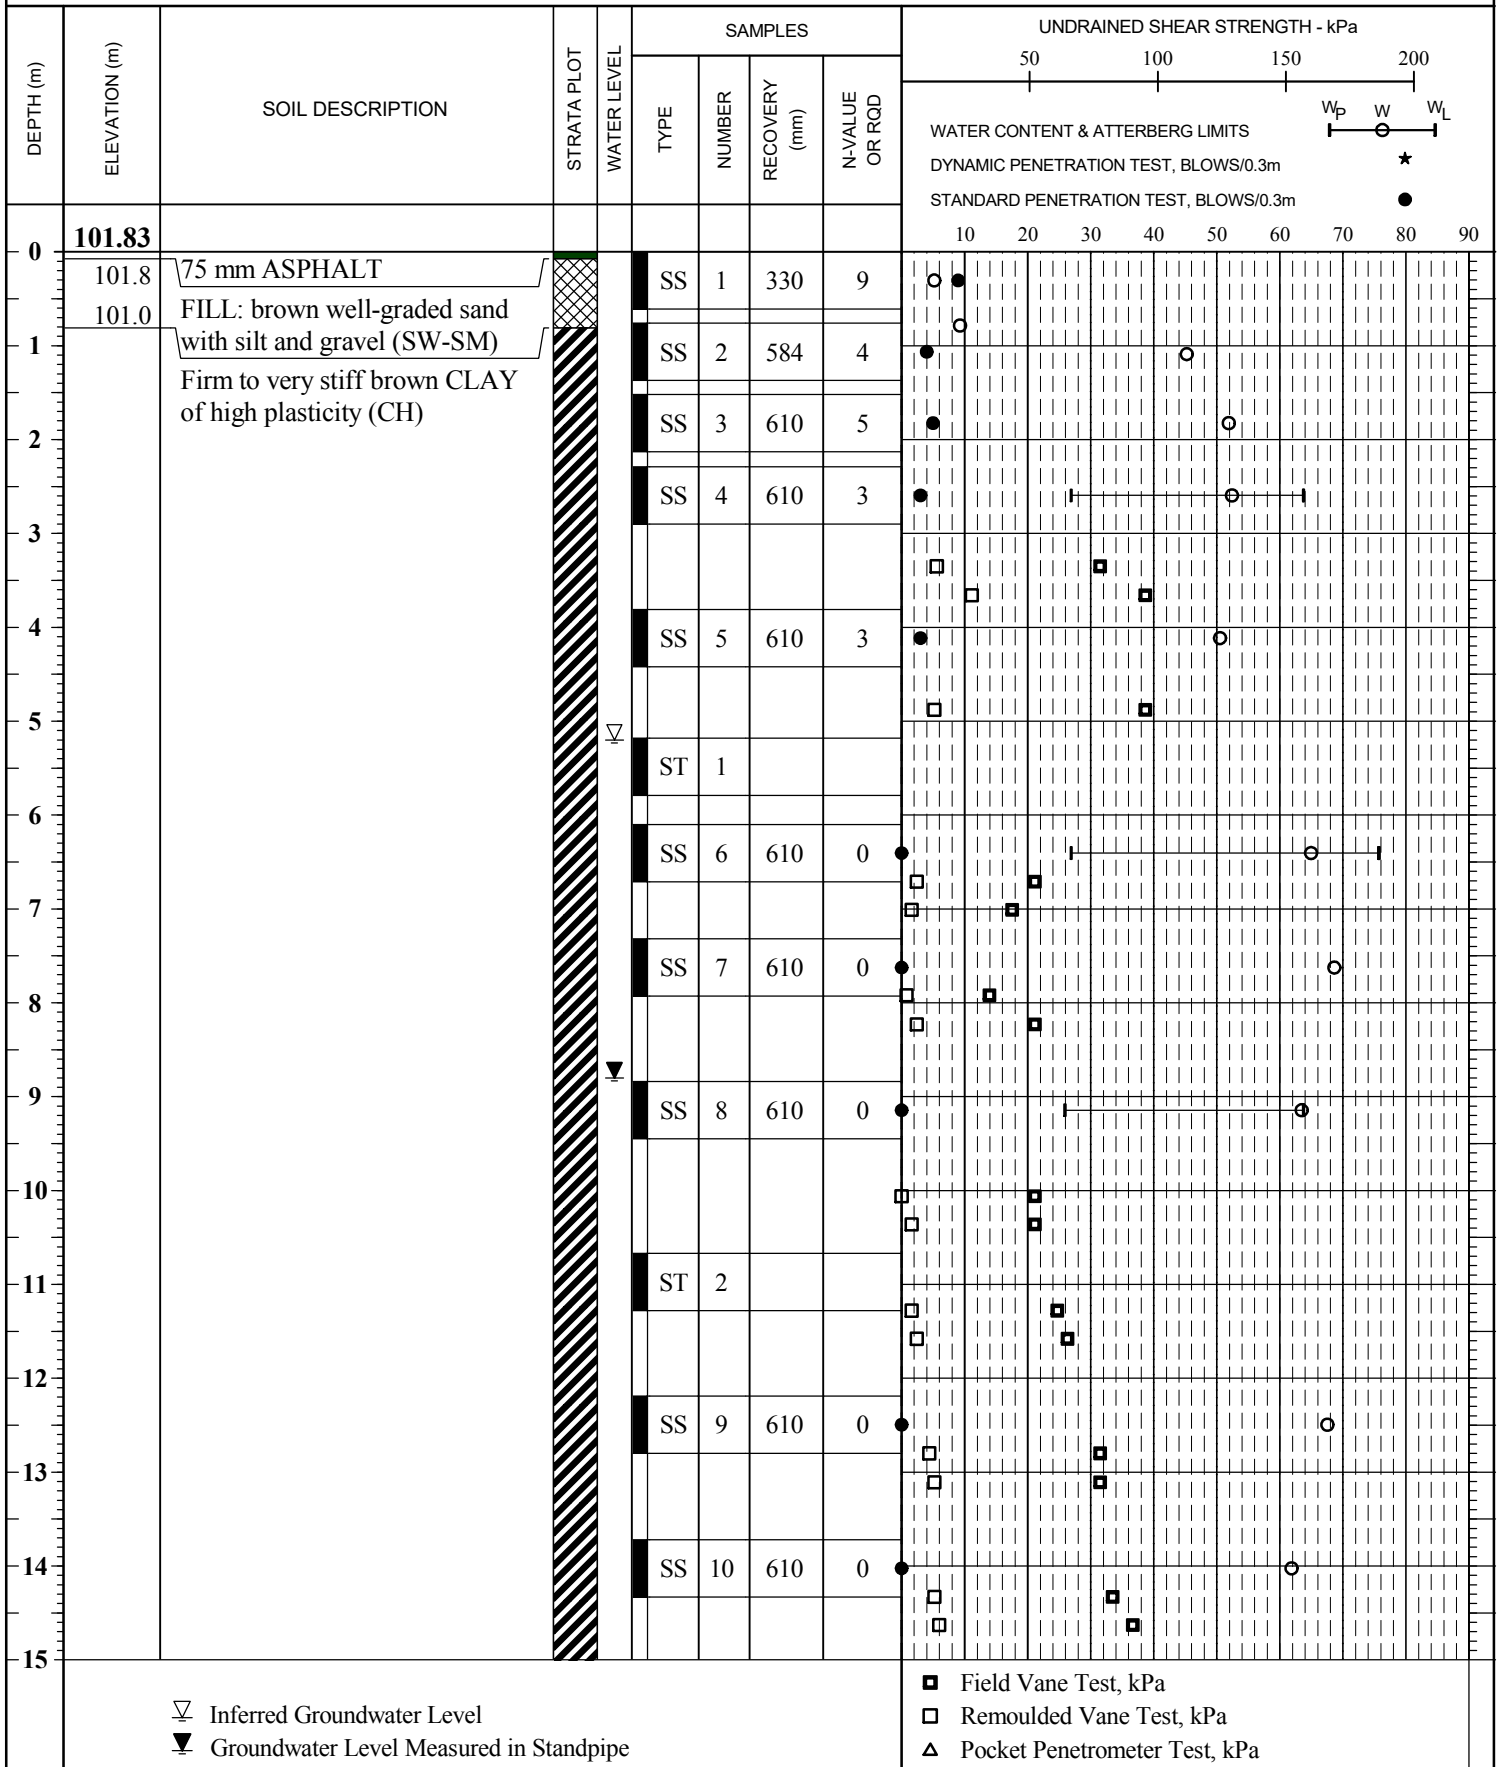 DEPTH (m)
ELEVATION (m)
SOIL DESCRIPTION
STRATA PLOT
WATER LEVEL
SAMPLES
TYPE
NUMBER
RECOVERY (mm)
N-VALUE OR RQD
UNDRAINED SHEAR STRENGTH - kPa
50 100 150 200
WATER CONTENT & ATTERBERG LIMITS
WP W WL
DYNAMIC PENETRATION TEST, BLOWS/0.3m ★
STANDARD PENETRATION TEST, BLOWS/0.3m ●
10 20 30 40 50 60 70 80 90
0 101.83
101.8 75 mm ASPHALT
101.0 FILL: brown well-graded sand
with silt and gravel (SW-SM)
Firm to very stiff brown CLAY
of high plasticity (CH)
SS 1 330 9
1
SS 2 584 4
SS 3 610 5
2
SS 4 610 3
3
4
SS 5 610 3
5
ST 1
6
SS 6 610 0
7
SS 7 610 0
8
9
SS 8 610 0
10
11
ST 2
12
SS 9 610 0
13
14
SS 10 610 0
15
Inferred Groundwater Level
Groundwater Level Measured in Standpipe
Field Vane Test, kPa
Remoulded Vane Test, kPa
Pocket Penetrometer Test, kPa